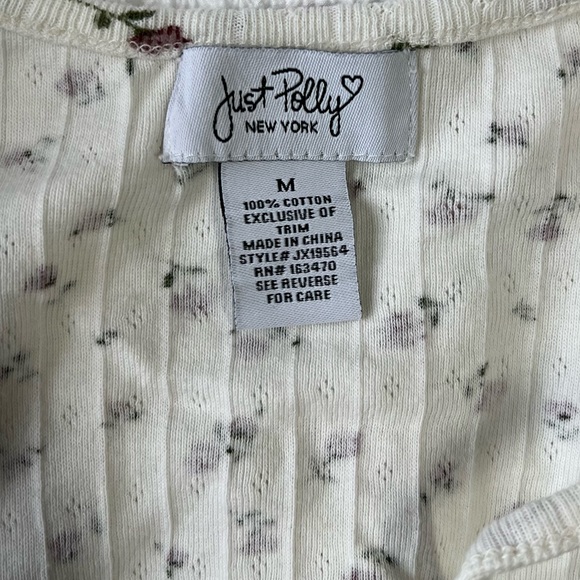 Just Polly♡
NEW YORK
M
100% COTTON
EXCLUSIVE OF
TRIM
MADE IN CHINA
STYLE# JX19564
RN# 163470
SEE REVERSE
FOR CARE